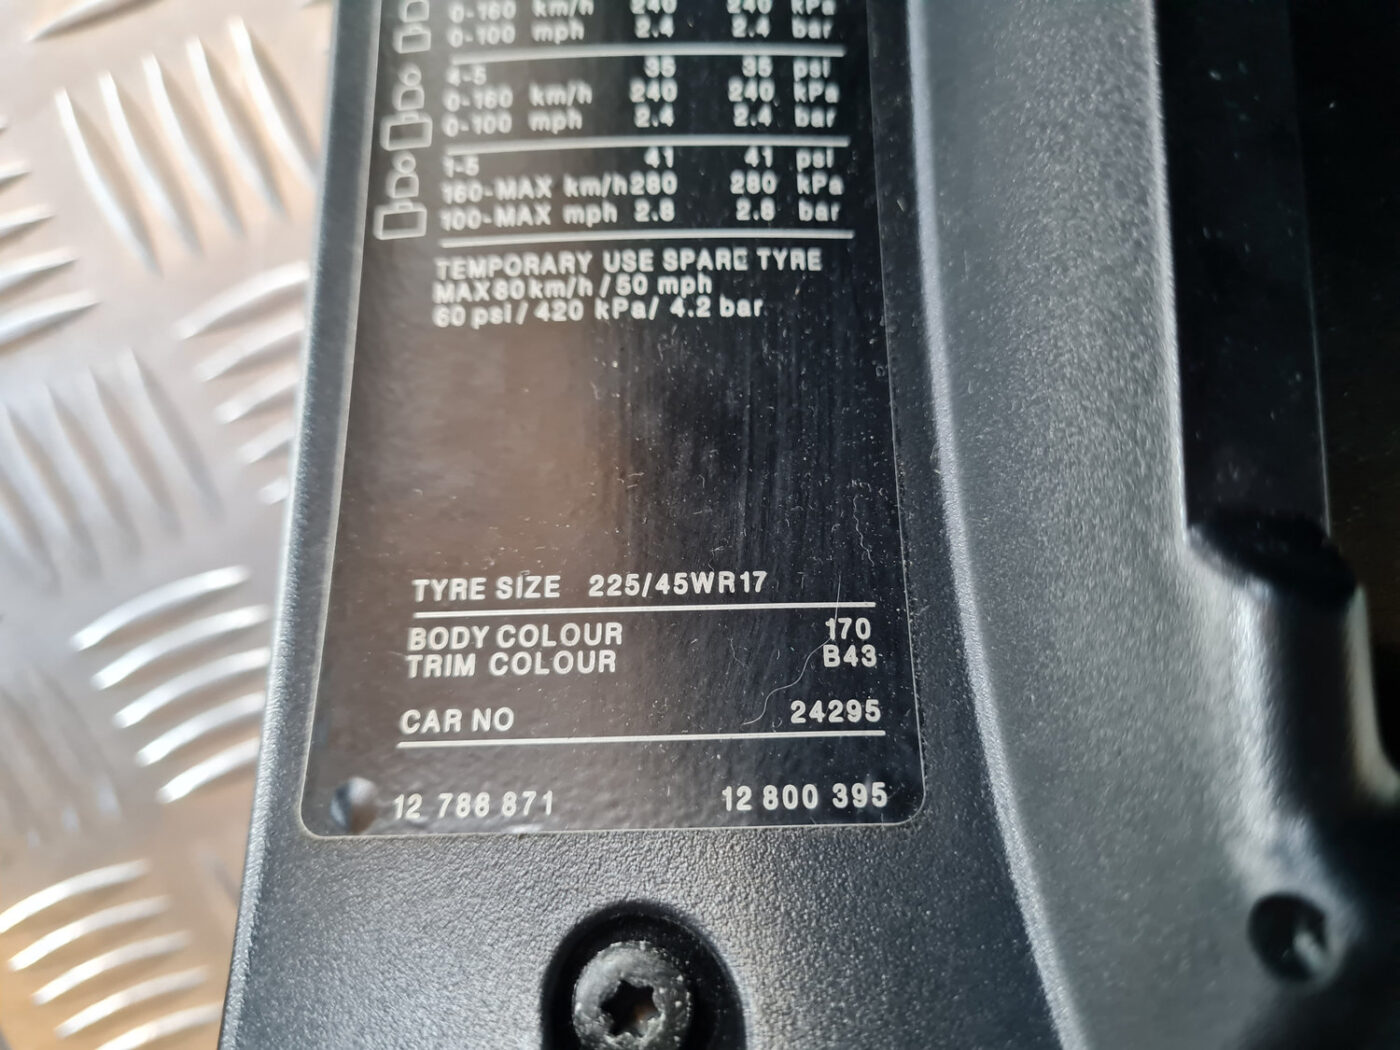 0-160 km/h 240 240 kPa
0-100 mph 2.4 2.4 bar
4-5 35 35 psi
0-160 km/h 240 240 kPa
0-100 mph 2.4 2.4 bar
1-5 41 41 psi
160-MAX km/h 280 280 kPa
100-MAX mph 2.8 2.8 bar
TEMPORARY USE SPARE TYRE
MAX 80 km/h / 50 mph
60 psi / 420 kPa / 4.2 bar
TYRE SIZE 225/45WR17
BODY COLOUR 170
TRIM COLOUR B43
CAR NO 24295
12 788 871 12 800 395